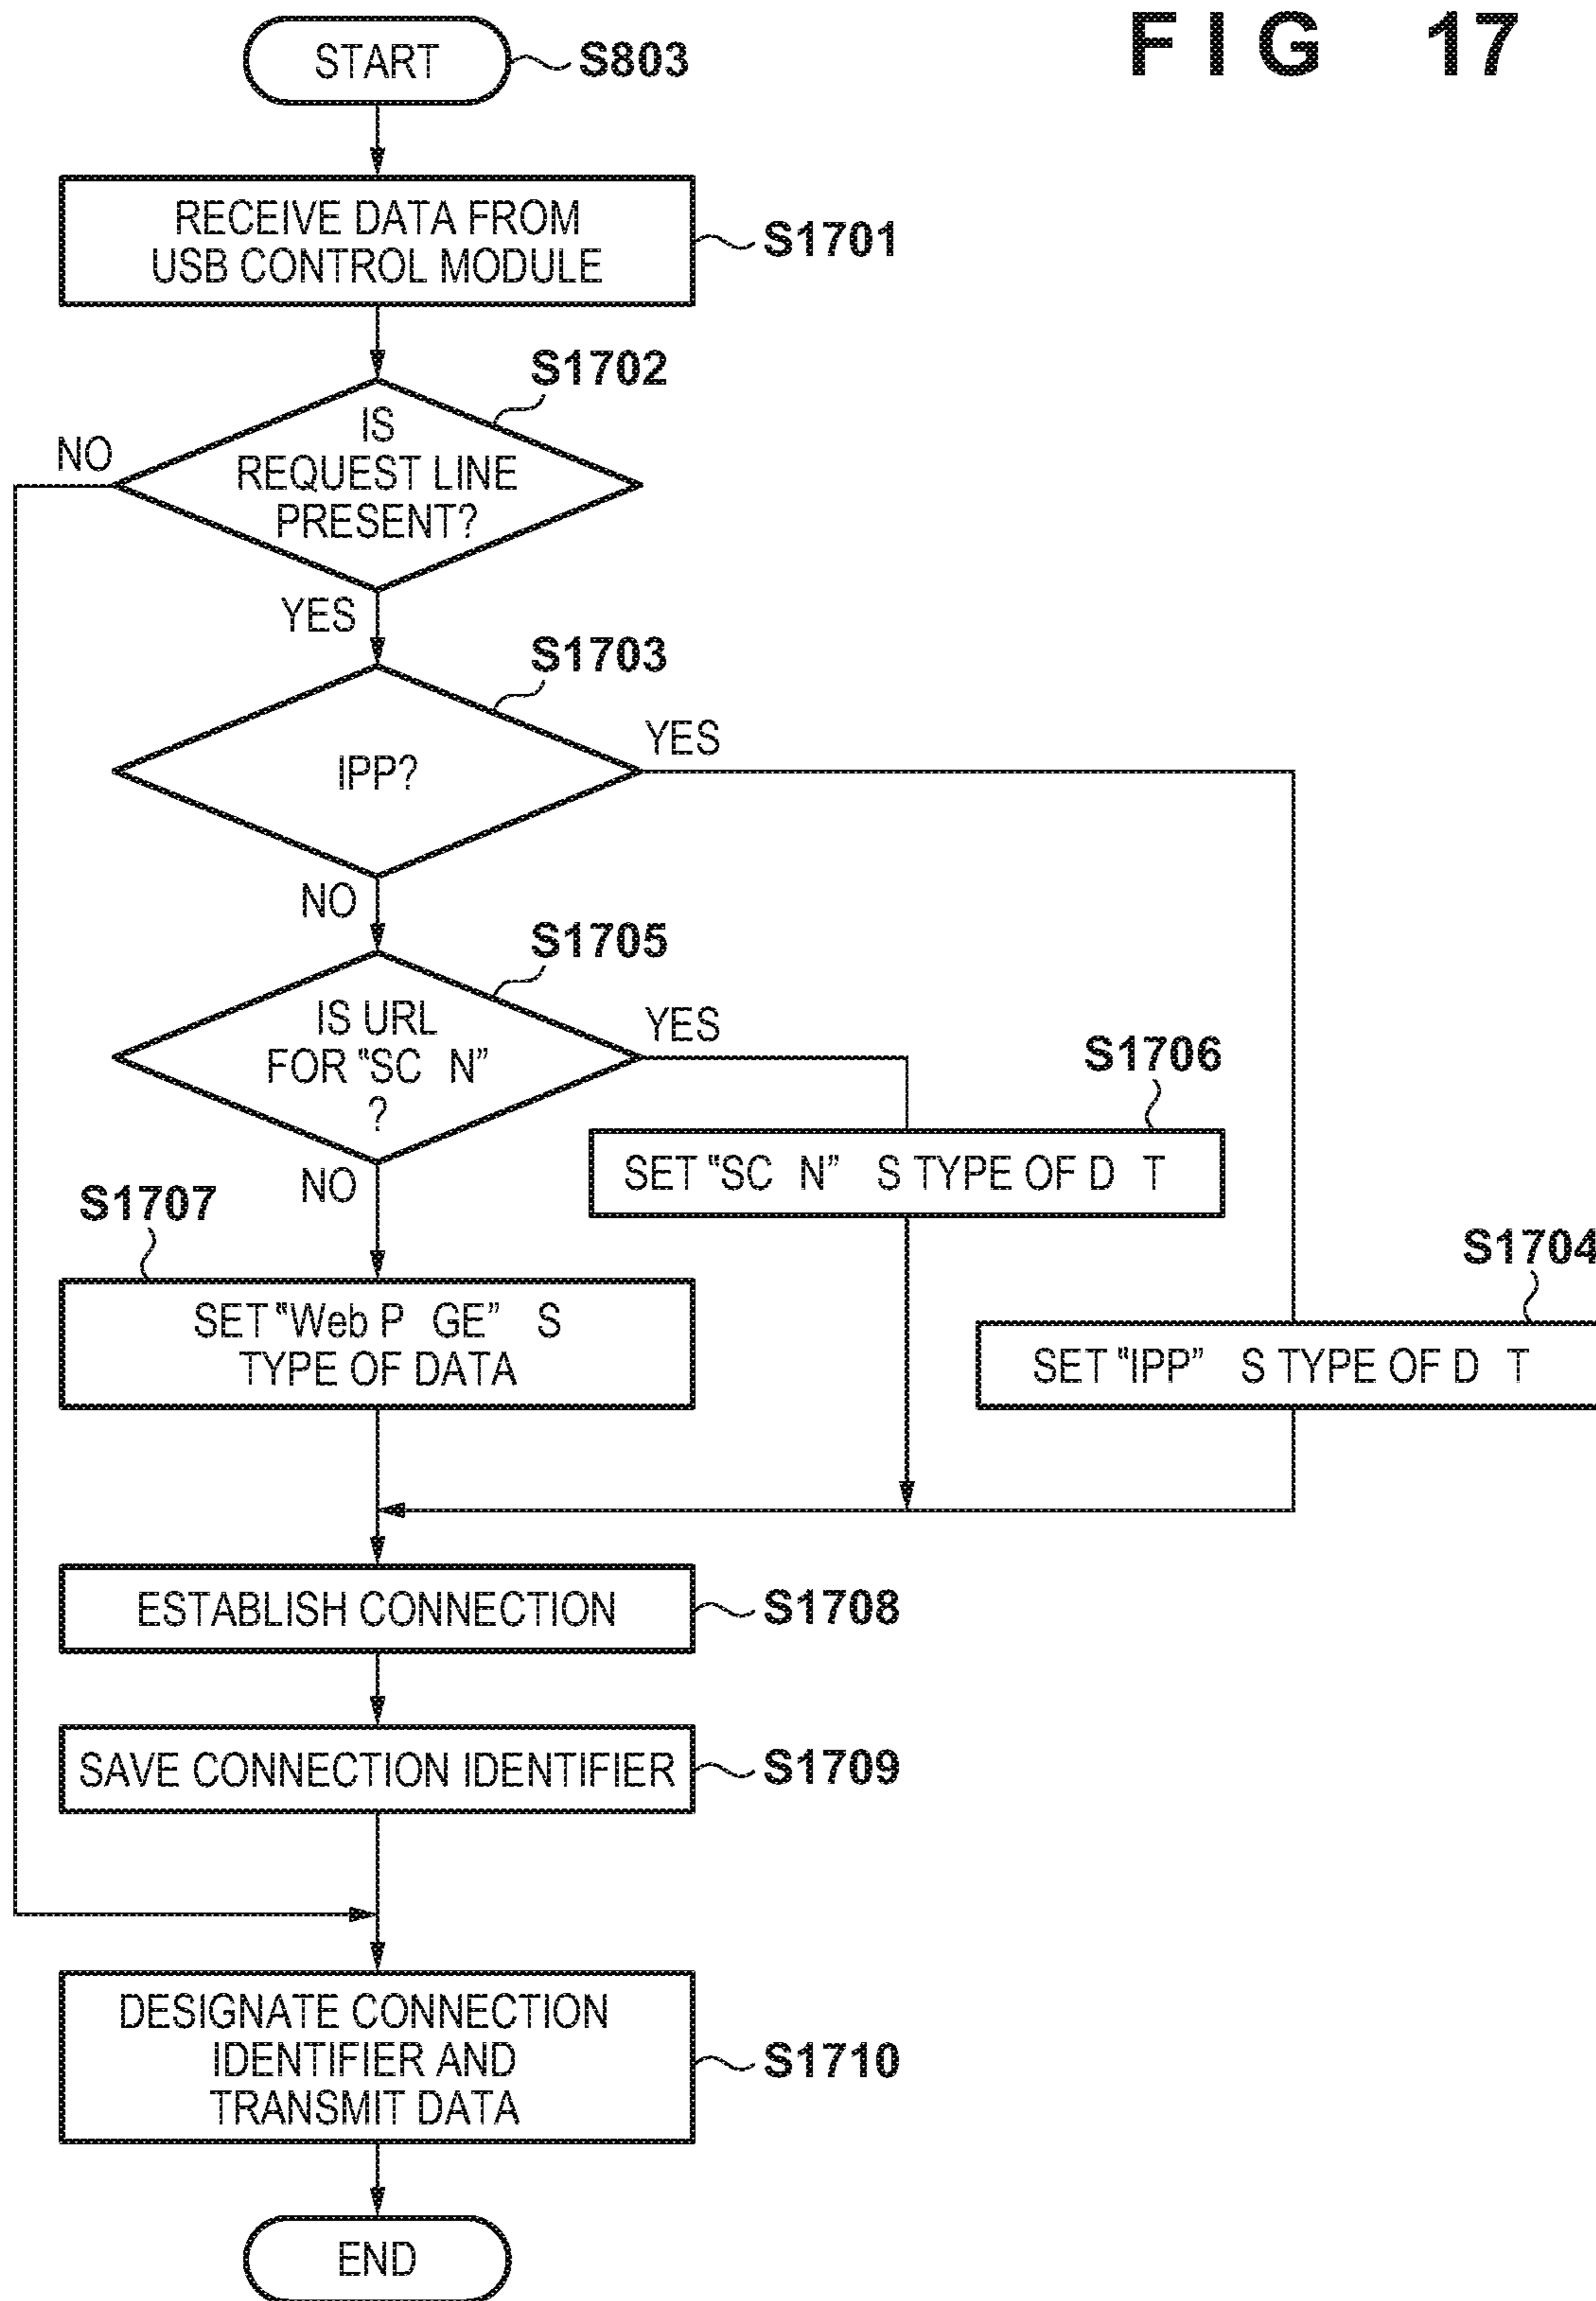 FIG 17
START
S803
RECEIVE DATA FROM
USB CONTROL MODULE
S1701
S1702
IS
REQUEST LINE
PRESENT?
NO
YES
S1703
IPP?
YES
NO
S1705
IS URL
FOR "SC N"
?
YES
NO
S1706
SET "SC N" S TYPE OF D T
S1707
SET "Web P GE" S
TYPE OF DATA
S1704
SET "IPP" S TYPE OF D T
ESTABLISH CONNECTION
S1708
SAVE CONNECTION IDENTIFIER
S1709
DESIGNATE CONNECTION
IDENTIFIER AND
TRANSMIT DATA
S1710
END